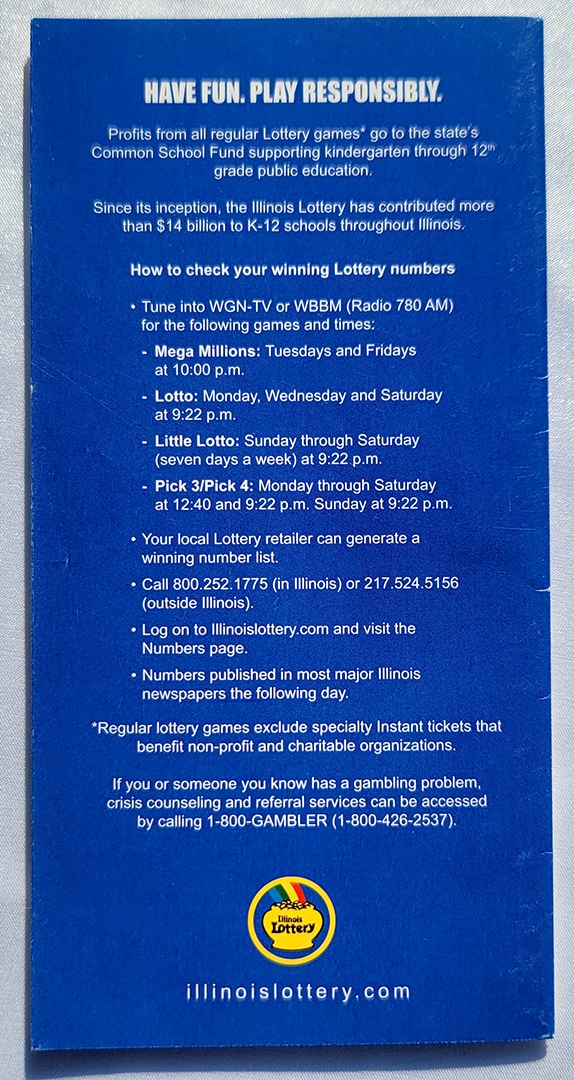 HAVE FUN. PLAY RESPONSIBLY.
Profits from all regular Lottery games* go to the state's
Common School Fund supporting kindergarten through 12th
grade public education.
Since its inception, the Illinois Lottery has contributed more
than $14 billion to K-12 schools throughout Illinois.
How to check your winning Lottery numbers
• Tune into WGN-TV or WBBM (Radio 780 AM)
for the following games and times:
- Mega Millions: Tuesdays and Fridays
at 10:00 p.m.
- Lotto: Monday, Wednesday and Saturday
at 9:22 p.m.
- Little Lotto: Sunday through Saturday
(seven days a week) at 9:22 p.m.
- Pick 3/Pick 4: Monday through Saturday
at 12:40 and 9:22 p.m. Sunday at 9:22 p.m.
• Your local Lottery retailer can generate a
winning number list.
• Call 800.252.1775 (in Illinois) or 217.524.5156
(outside Illinois).
• Log on to Illinoislottery.com and visit the
Numbers page.
• Numbers published in most major Illinois
newspapers the following day.
*Regular lottery games exclude specialty Instant tickets that
benefit non-profit and charitable organizations.
If you or someone you know has a gambling problem,
crisis counseling and referral services can be accessed
by calling 1-800-GAMBLER (1-800-426-2537).
Illinois
Lottery
illinoislottery.com